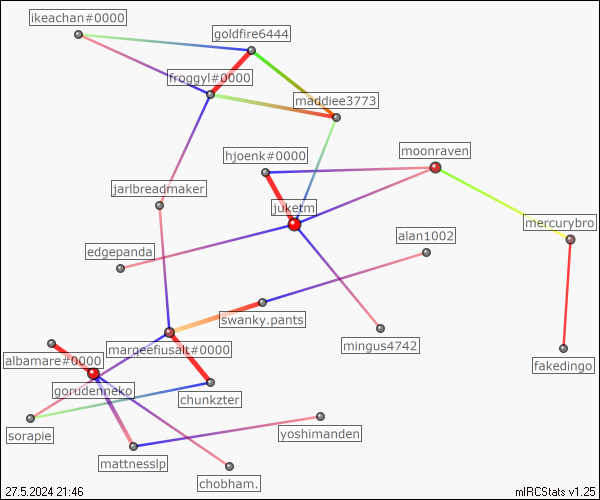 ikeachan#0000
goldfire6444
froggyl#0000
maddiee3773
hjoenk#0000
moonraven
jarlbreadmaker
juketm
mercurybro
alan1002
edgepanda
swanky.pants
mingus4742
margeefiusalt#0000
albamare#0000
fakedingo
gorudenneko
chunkzter
sorapie
yoshimanden
mattnesslp
chobham.
27.5.2024 21:46
mIRCStats v1.25